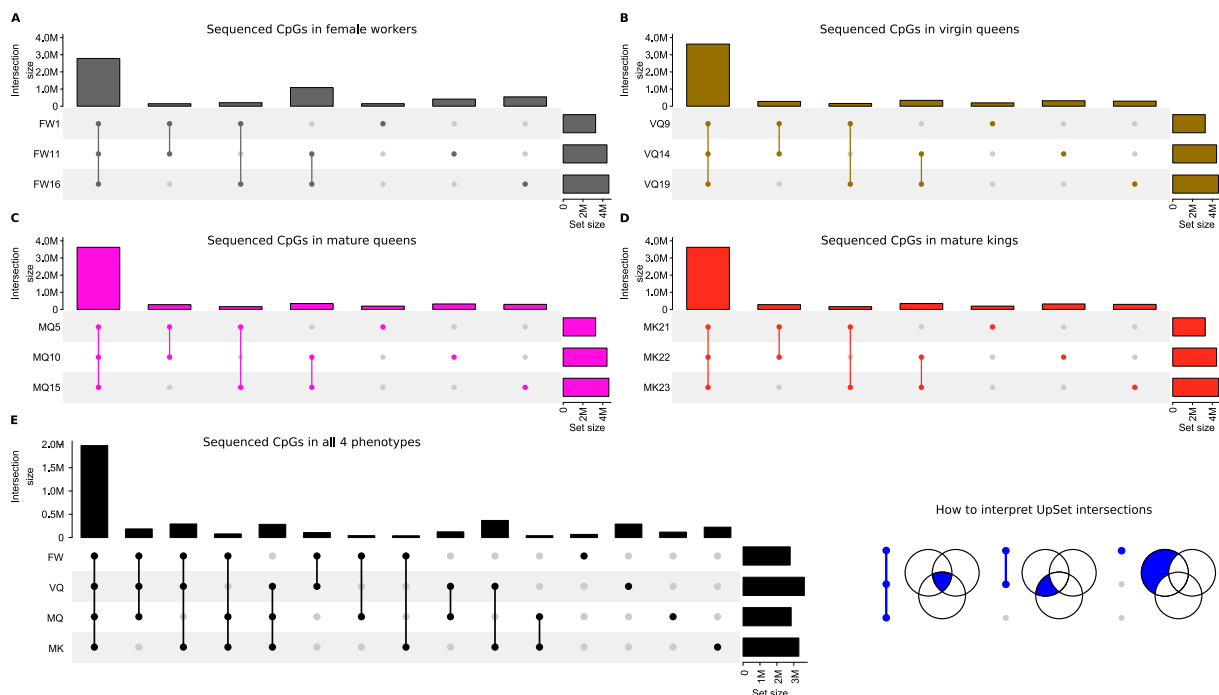 A
Sequenced CpGs in female workers
Intersection
size
4.0M
3.0M
2.0M
1.0M
0
FW1
FW11
FW16
0
2M
4M
Set size
B
Sequenced CpGs in virgin queens
Intersection
size
4.0M
3.0M
2.0M
1.0M
0
VQ9
VQ14
VQ19
0
2M
4M
Set size
C
Sequenced CpGs in mature queens
Intersection
size
4.0M
3.0M
2.0M
1.0M
0
MQ5
MQ10
MQ15
0
2M
4M
Set size
D
Sequenced CpGs in mature kings
Intersection
size
4.0M
3.0M
2.0M
1.0M
0
MK21
MK22
MK23
0
2M
4M
Set size
E
Sequenced CpGs in all 4 phenotypes
Intersection
size
2.0M
1.5M
1.0M
0.5M
0
FW
VQ
MQ
MK
0
1M
2M
3M
Set size
How to interpret UpSet intersections